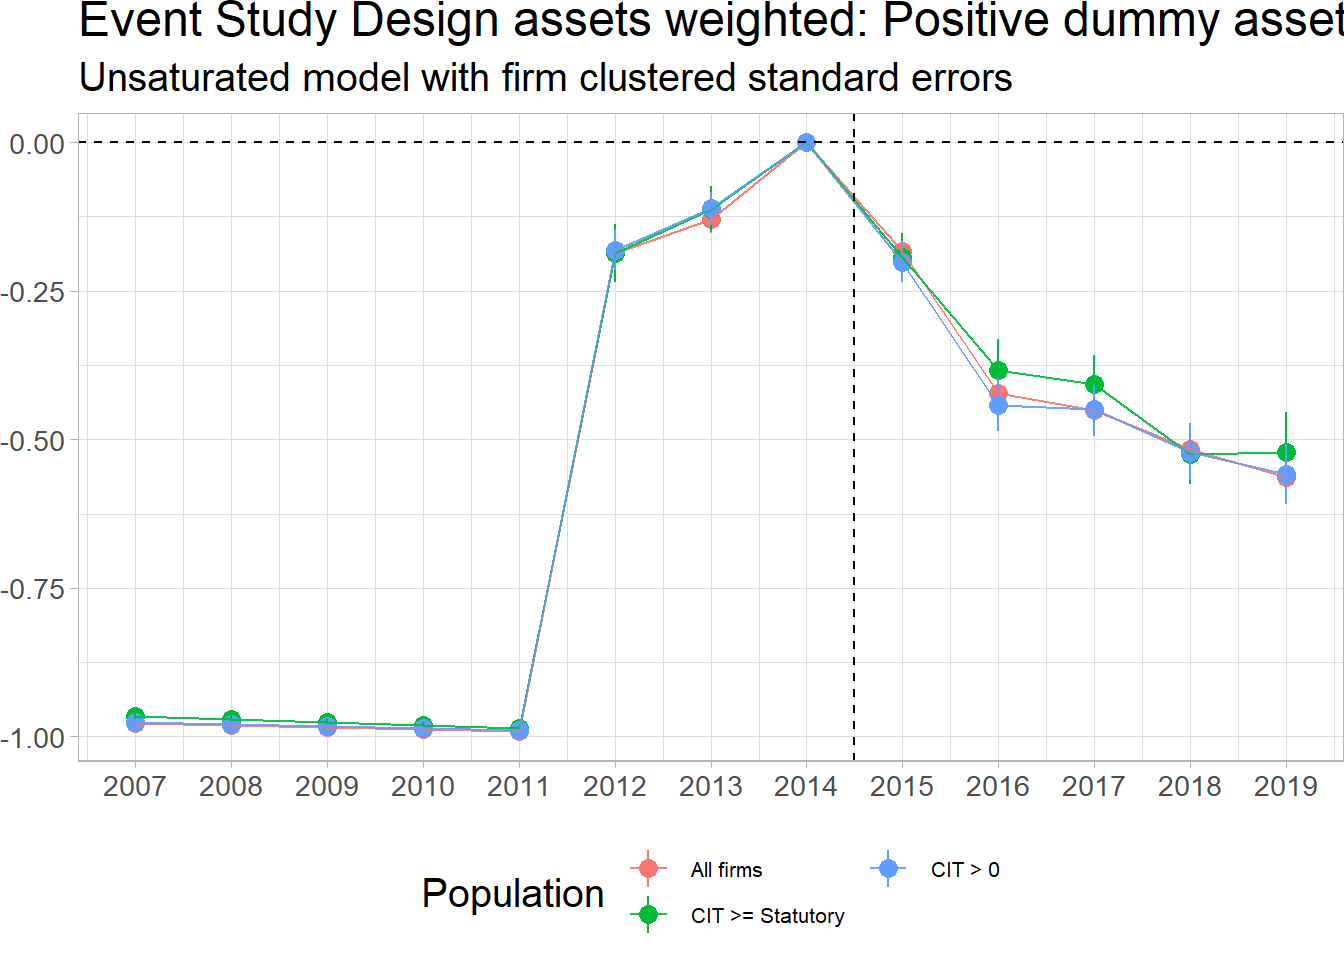 Event Study Design assets weighted: Positive dummy asset
Unsaturated model with firm clustered standard errors
0.00
-0.25
-0.50
-0.75
-1.00
2007 2008 2009 2010 2011 2012 2013 2014 2015 2016 2017 2018 2019
Population
All firms
CIT > 0
CIT >= Statutory